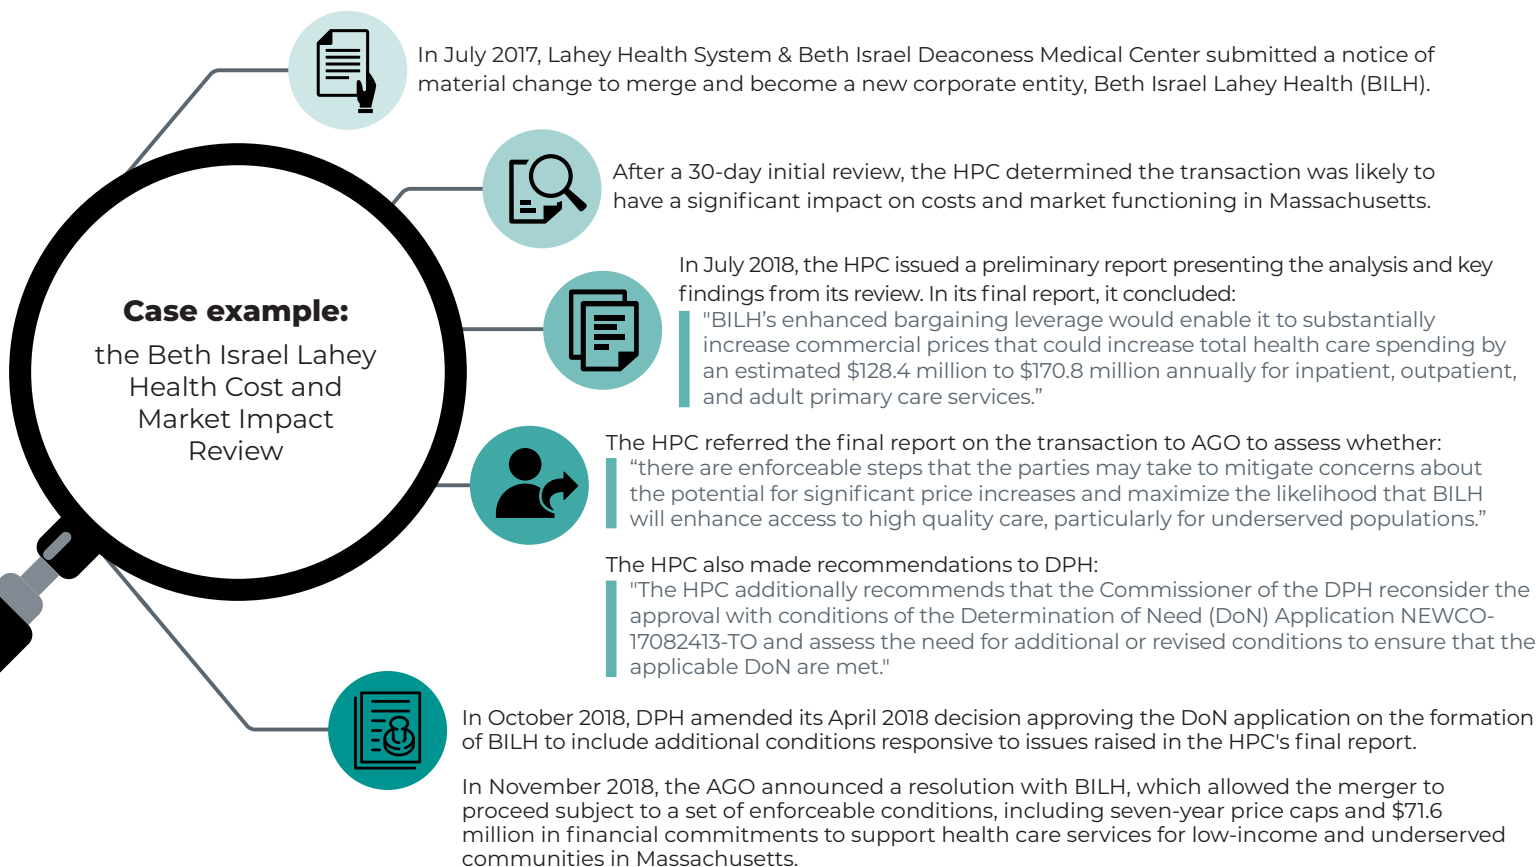 In July 2017, Lahey Health System & Beth Israel Deaconess Medical Center submitted a notice of
material change to merge and become a new corporate entity, Beth Israel Lahey Health (BILH).
After a 30-day initial review, the HPC determined the transaction was likely to
have a significant impact on costs and market functioning in Massachusetts.
Case example:
the Beth Israel Lahey
Health Cost and
Market Impact
Review
In July 2018, the HPC issued a preliminary report presenting the analysis and key
findings from its review. In its final report, it concluded:
"BILH’s enhanced bargaining leverage would enable it to substantially
increase commercial prices that could increase total health care spending by
an estimated $128.4 million to $170.8 million annually for inpatient, outpatient,
and adult primary care services.”
The HPC referred the final report on the transaction to AGO to assess whether:
“there are enforceable steps that the parties may take to mitigate concerns about
the potential for significant price increases and maximize the likelihood that BILH
will enhance access to high quality care, particularly for underserved populations.”
The HPC also made recommendations to DPH:
"The HPC additionally recommends that the Commissioner of the DPH reconsider the
approval with conditions of the Determination of Need (DoN) Application NEWCO-
17082413-TO and assess the need for additional or revised conditions to ensure that the
applicable DoN are met."
In October 2018, DPH amended its April 2018 decision approving the DoN application on the formation
of BILH to include additional conditions responsive to issues raised in the HPC's final report.
In November 2018, the AGO announced a resolution with BILH, which allowed the merger to
proceed subject to a set of enforceable conditions, including seven-year price caps and $71.6
million in financial commitments to support health care services for low-income and underserved
communities in Massachusetts.